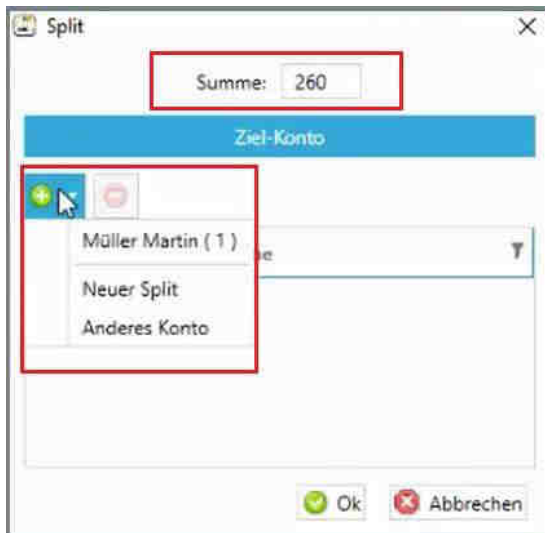 Split
Summe: 260
Ziel-Konto
Müller Martin ( 1 )
Neuer Split
Anderes Konto
Ok Abbrechen